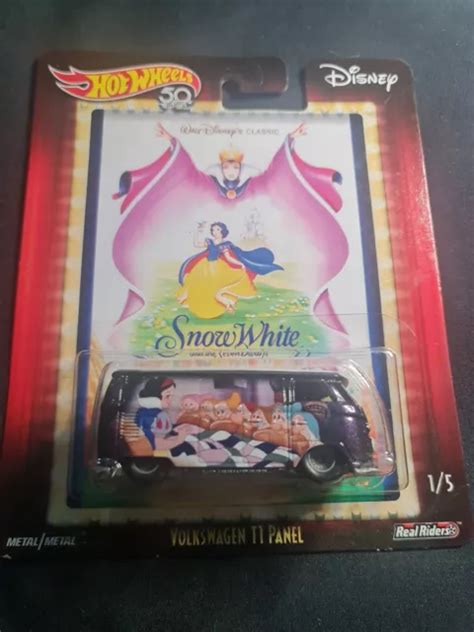 Hot Wheels
50
Disney
Walt Disney's CLASSIC
Snow White
VOLKSWAGEN T1 PANEL
1/5
METAL/METAL
Real Riders